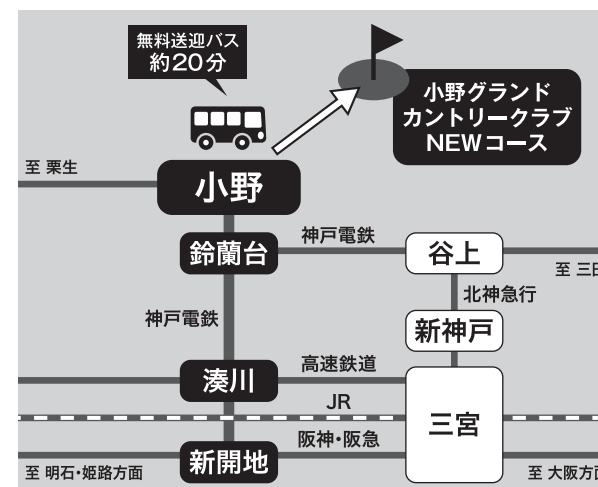 無料送迎バス
約20分
小野グランド
カントリークラブ
NEWコース
至 栗生
小野
鈴蘭台
神戸電鉄
谷上
至 三田
北神急行
神戸電鉄
新神戸
湊川
高速鉄道
JR
三宮
阪神・阪急
新開地
至 明石・姫路方面
至 大阪方面